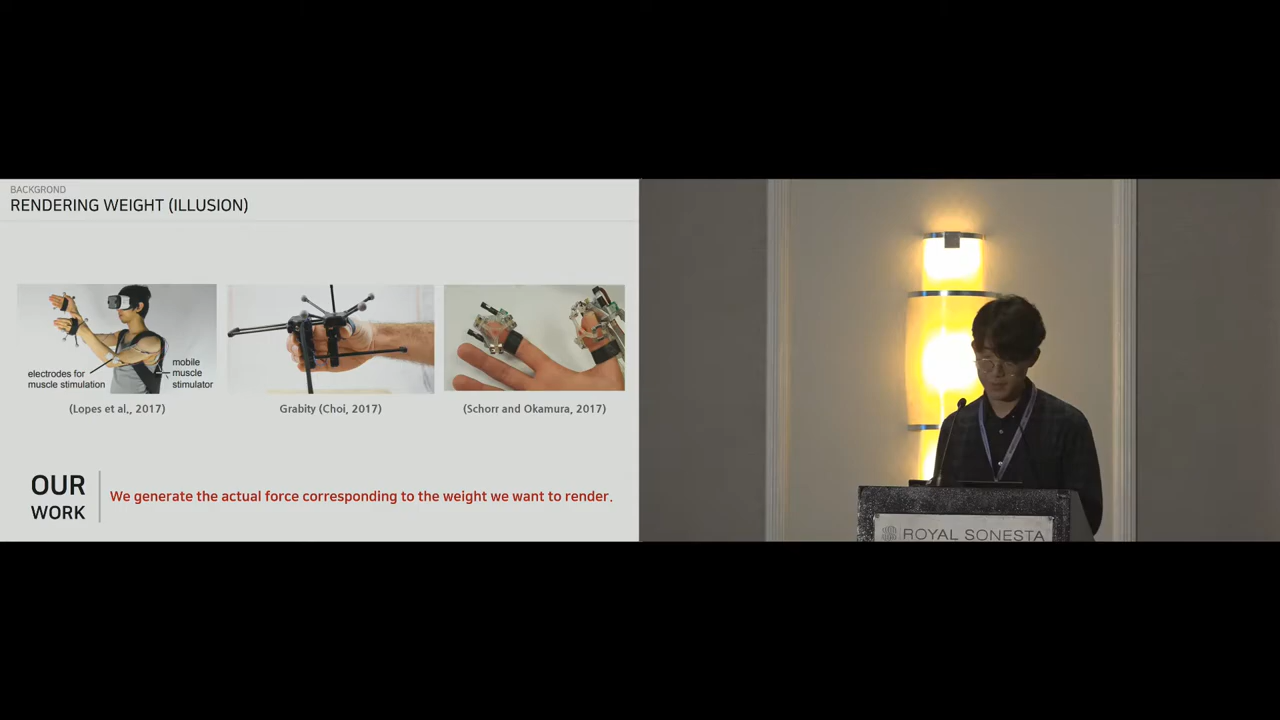 BACKGROND
RENDERING WEIGHT (ILLUSION)
electrodes for
muscle stimulation
mobile
muscle
stimulator
(Lopes et al., 2017)
Grabity (Choi, 2017)
(Schorr and Okamura, 2017)
OUR
WORK
We generate the actual force corresponding to the weight we want to render.
ROYAL SONESTA